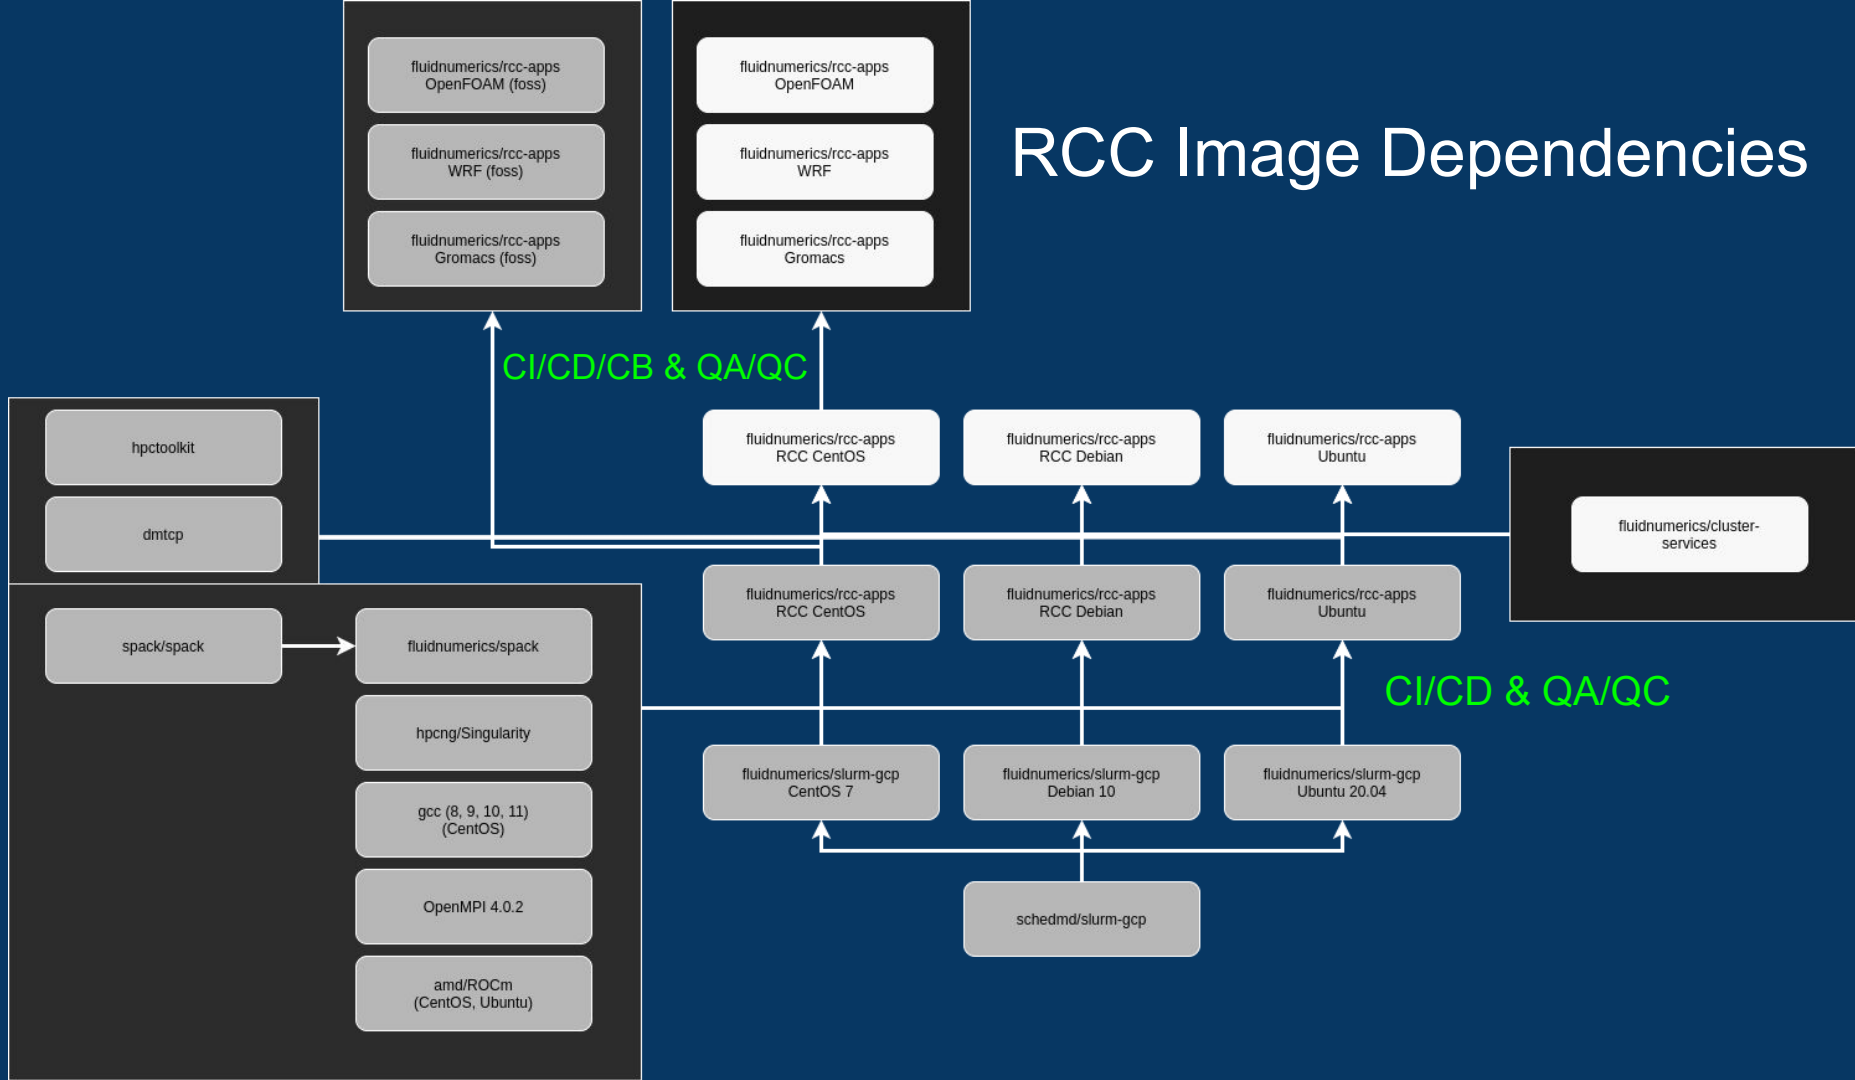 fluidnumerics/rcc-apps
OpenFOAM (foss)
fluidnumerics/rcc-apps
WRF (foss)
fluidnumerics/rcc-apps
Gromacs (foss)
fluidnumerics/rcc-apps
OpenFOAM
fluidnumerics/rcc-apps
WRF
fluidnumerics/rcc-apps
Gromacs
RCC Image Dependencies
CI/CD/CB & QA/QC
hpctoolkit
dmtcp
fluidnumerics/rcc-apps
RCC CentOS
fluidnumerics/rcc-apps
RCC Debian
fluidnumerics/rcc-apps
Ubuntu
fluidnumerics/cluster-
services
fluidnumerics/rcc-apps
RCC CentOS
fluidnumerics/rcc-apps
RCC Debian
fluidnumerics/rcc-apps
Ubuntu
spack/spack
fluidnumerics/spack
hpcng/Singularity
gcc (8, 9, 10, 11)
(CentOS)
OpenMPI 4.0.2
amd/ROCm
(CentOS, Ubuntu)
CI/CD & QA/QC
fluidnumerics/slurm-gcp
CentOS 7
fluidnumerics/slurm-gcp
Debian 10
fluidnumerics/slurm-gcp
Ubuntu 20.04
schedmd/slurm-gcp